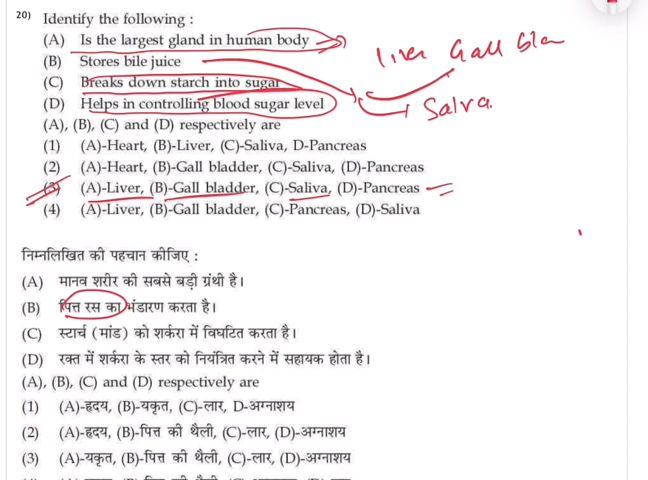 20) Identify the following :
(A) Is the largest gland in human body
(B) Stores bile juice
(C) Breaks down starch into sugar
(D) Helps in controlling blood sugar level
liver Gall bla
Salva
(A), (B), (C) and (D) respectively are
(1) (A)-Heart, (B)-Liver, (C)-Saliva, D-Pancreas
(2) (A)-Heart, (B)-Gall bladder, (C)-Saliva, (D)-Pancreas
(3) (A)-Liver, (B)-Gall bladder, (C)-Saliva, (D)-Pancreas
(4) (A)-Liver, (B)-Gall bladder, (C)-Pancreas, (D)-Saliva
निम्नलिखित की पहचान कीजिए :
(A) मानव शरीर की सबसे बड़ी ग्रंथी है।
(B) पित्त रस का भंडारण करता है।
(C) स्टार्च (मांड) को शर्करा में विघटित करता है।
(D) रक्त में शर्करा के स्तर को नियंत्रित करने में सहायक होता है।
(A), (B), (C) and (D) respectively are
(1) (A)-हृदय, (B)-यकृत, (C)-लार, D-अग्नाशय
(2) (A)-हृदय, (B)-पित्त की थैली, (C)-लार, (D)-अग्नाशय
(3) (A)-यकृत, (B)-पित्त की थैली, (C)-लार, (D)-अग्नाशय